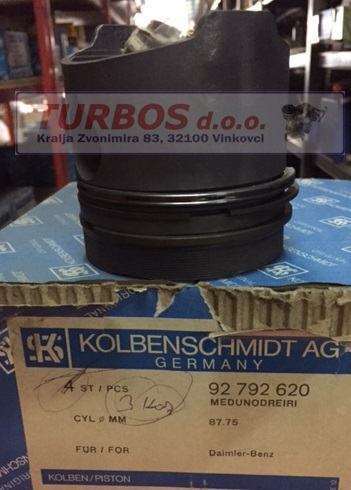 TURBOS d.o.o.
Kralja Zvonimira 83, 32100 Vinkovci
KS KOLBENSCHMIDT AG
GERMANY
4 ST / PCS 92 792 620
3 kom MEDUNODREIRI
CYL ø MM 87.75
FÜR / FOR Daimler-Benz
KOLBEN/PISTON
KOLBENSCHMIDT